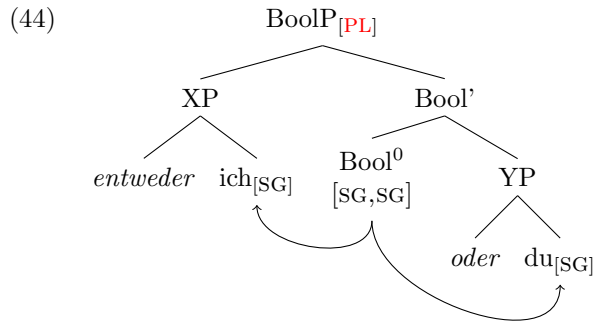 (44)
BoolP[PL]
XP Bool'
entweder ich[SG] Bool⁰ YP
[SG,SG]
oder du[SG]